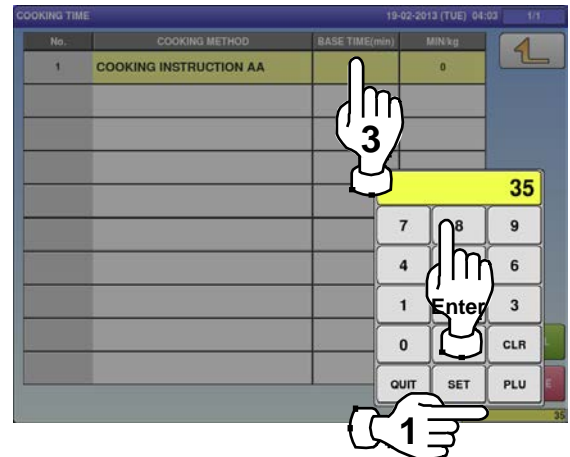 COOKING TIME 19-02-2013 (TUE) 04:03 1/1
No. COOKING METHOD BASE TIME(min) MIN/kg
1 COOKING INSTRUCTION AA 0
3
35
7 8 9
4 6
1 Enter 3
0 CLR
QUIT SET PLU
1
35